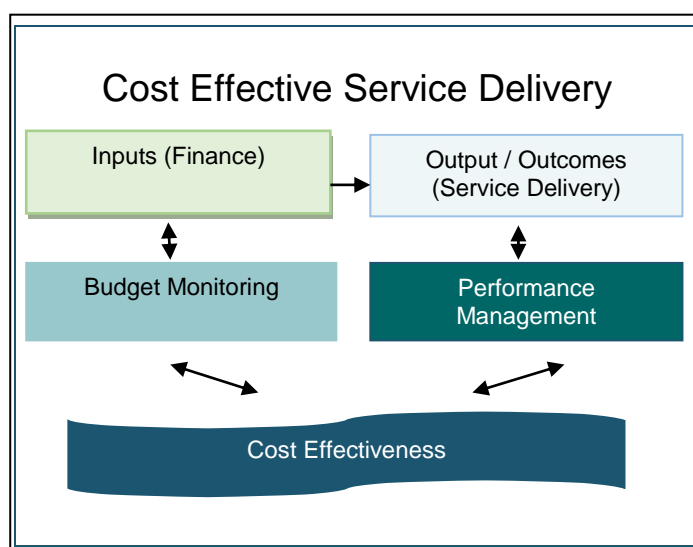 Cost Effective Service Delivery
Inputs (Finance)
Output / Outcomes
(Service Delivery)
Budget Monitoring
Performance
Management
Cost Effectiveness